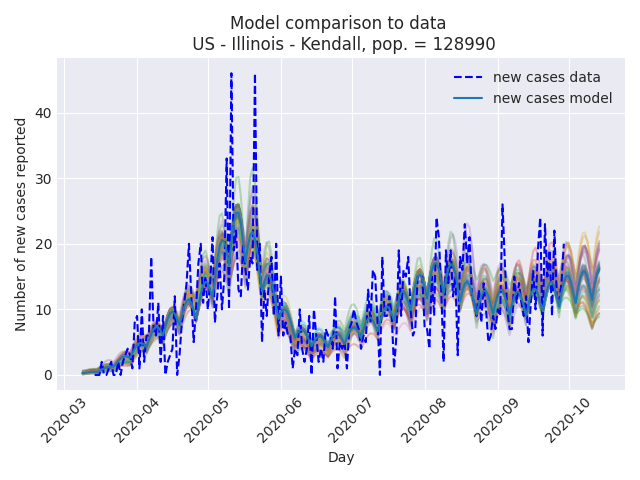 Model comparison to data
US - Illinois - Kendall, pop. = 128990
new cases data
new cases model
Number of new cases reported
40
30
20
10
0
2020-03
2020-04
2020-05
2020-06
2020-07
2020-08
2020-09
2020-10
Day